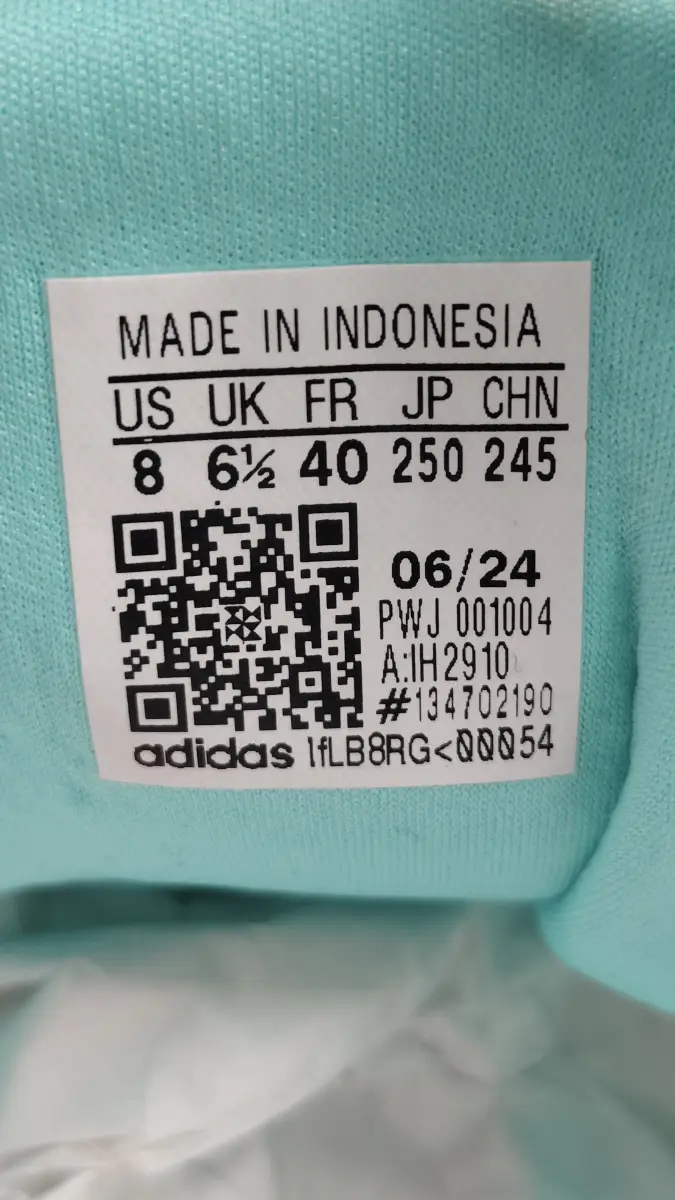 MADE IN INDONESIA
US UK FR JP CHN
8 6½ 40 250 245
06/24
PWJ 001004
A:IH2910
#134702190
adidas 1fLB8RG<00054